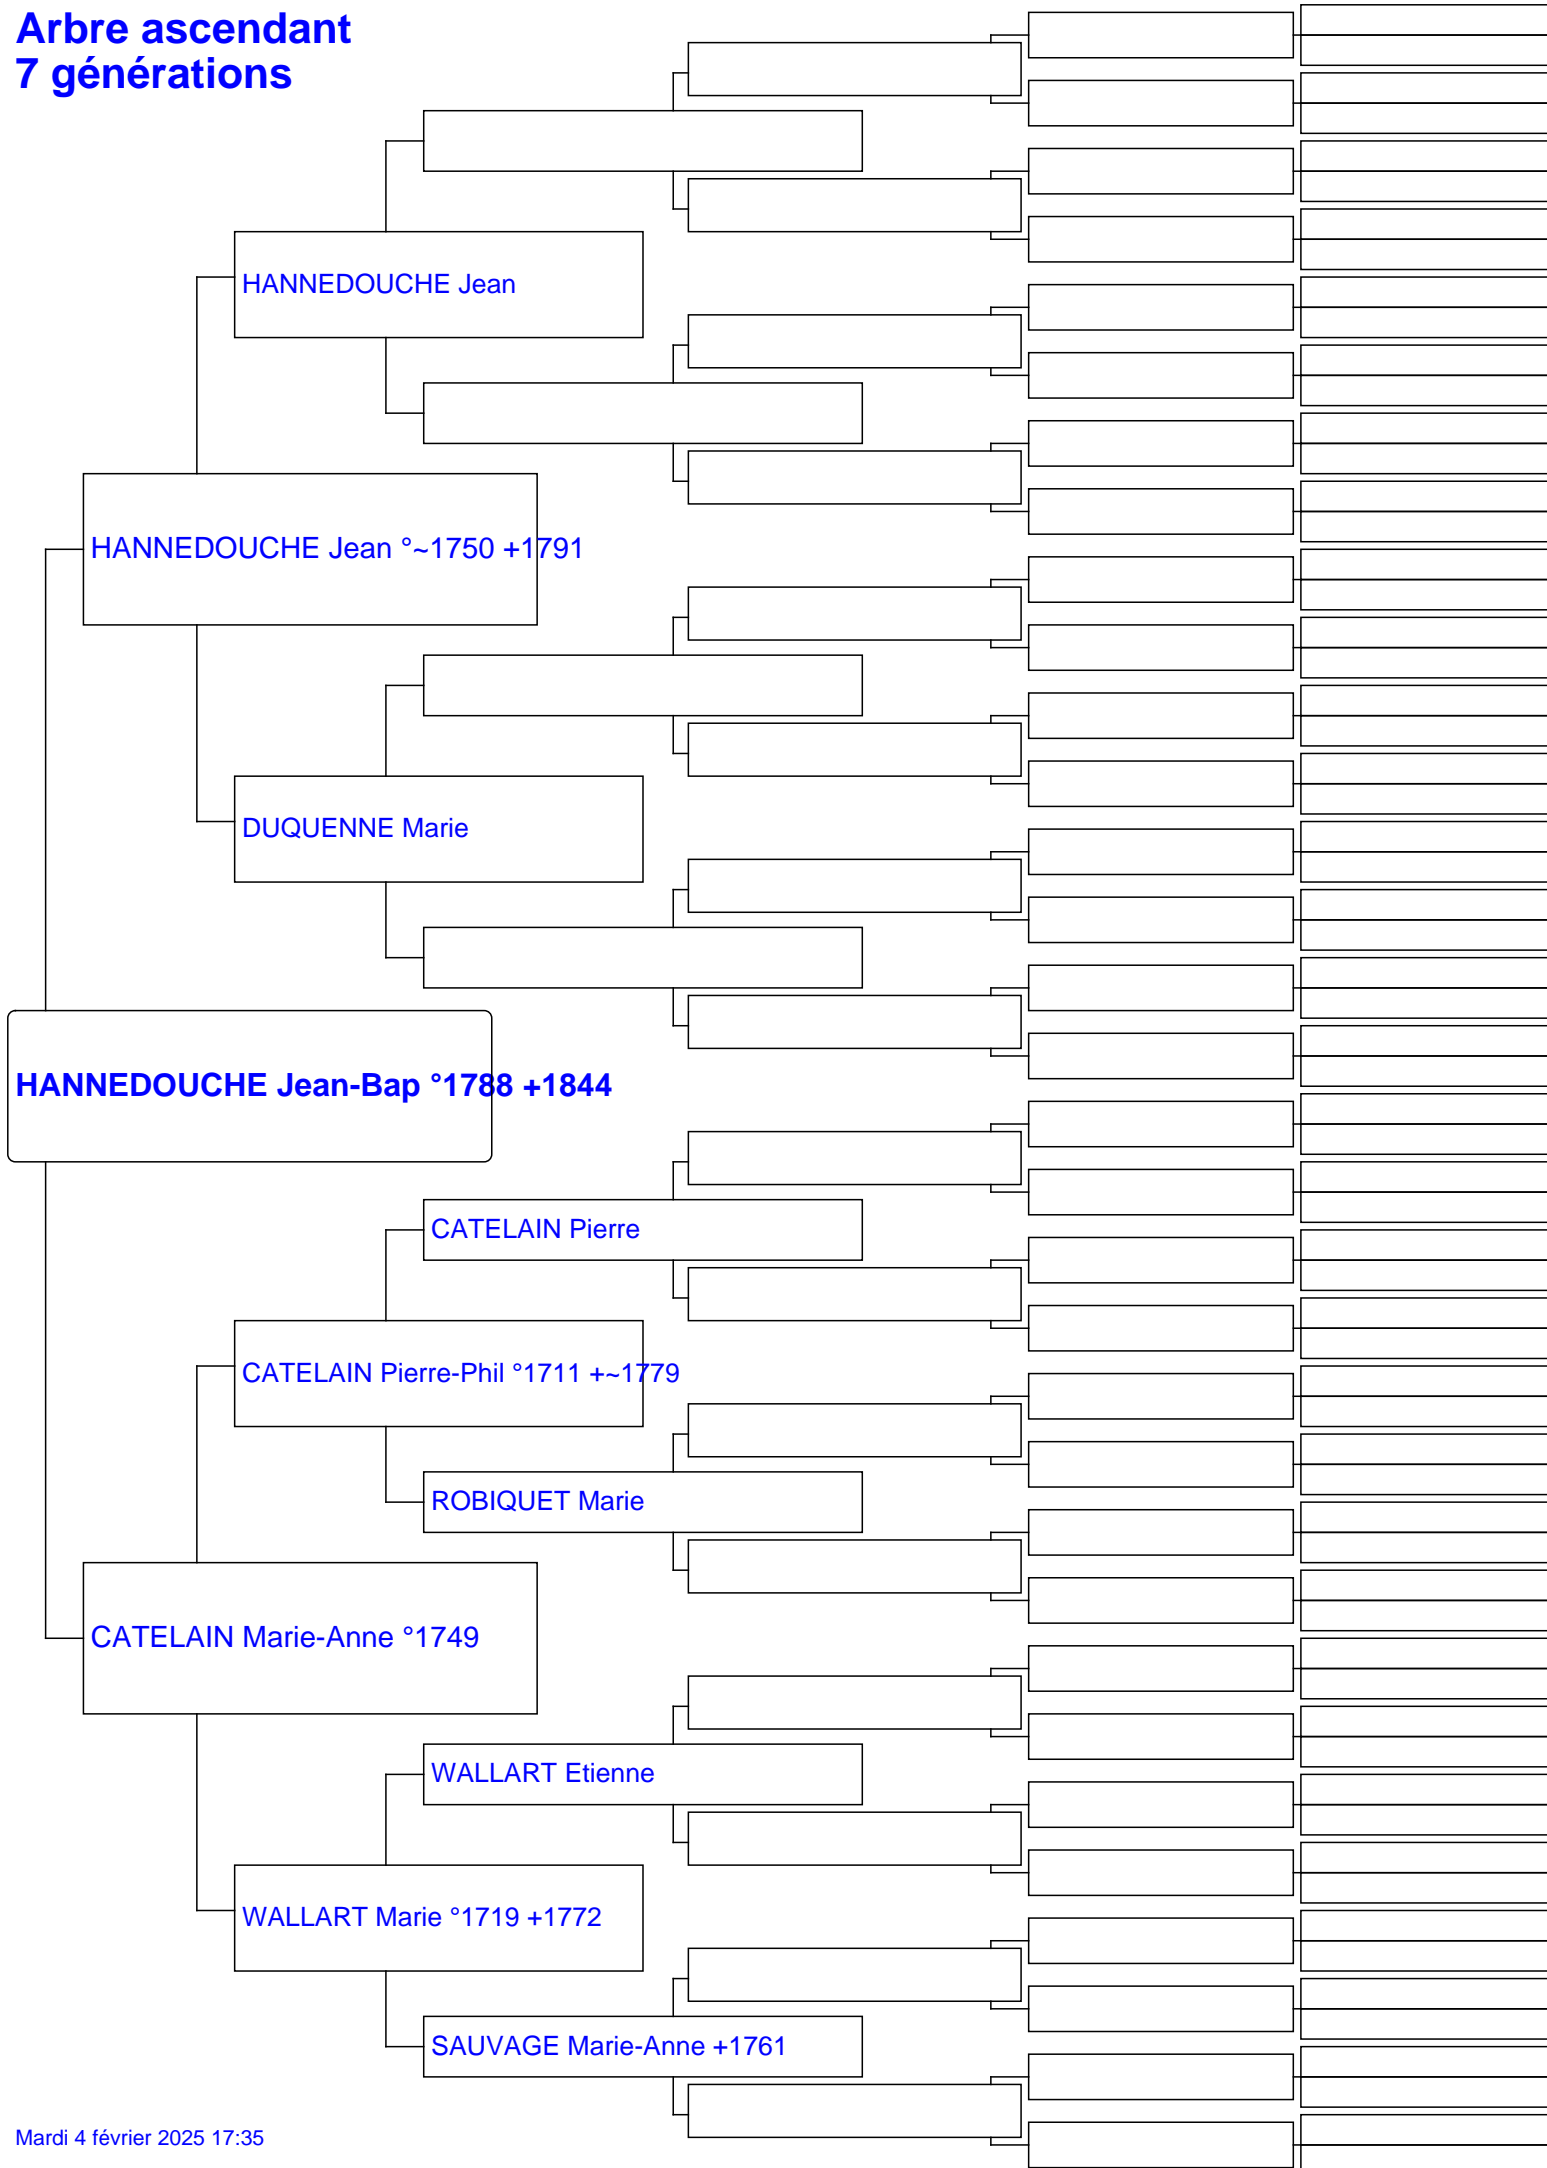 Arbre ascendant
7 générations
HANNEDOUCHE Jean
HANNEDOUCHE Jean °~1750 +1791
DUQUENNE Marie
HANNEDOUCHE Jean-Bap °1788 +1844
CATELAIN Pierre
CATELAIN Pierre-Phil °1711 +~1779
ROBIQUET Marie
CATELAIN Marie-Anne °1749
WALLART Etienne
WALLART Marie °1719 +1772
SAUVAGE Marie-Anne +1761
Mardi 4 février 2025 17:35